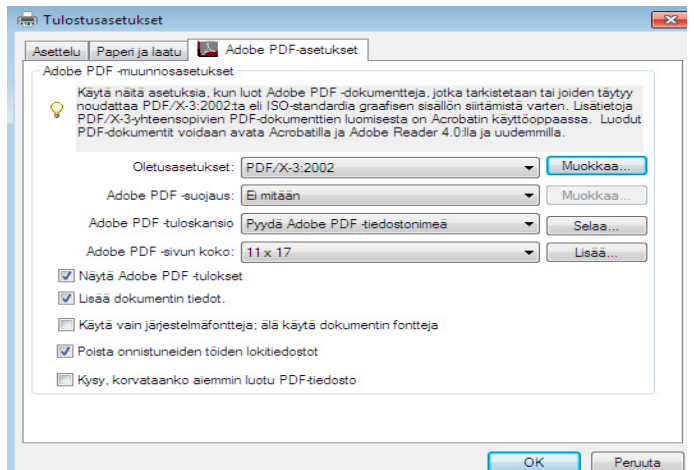 Tulostusasetukset
Asettelu Paperi ja laatu Adobe PDF-asetukset
Adobe PDF -muunnosasetukset
Käytä näitä asetuksia, kun luot Adobe PDF -dokumentteja, jotka tarkistetaan tai joiden täytyy
noudattaa PDF/X-3:2002:ta eli ISO-standardia graafisen sisällön siirtämistä varten. Lisätietoja
PDF/X-3-yhteensopivien PDF-dokumenttien luomisesta on Acrobatin käyttöoppaassa. Luodut
PDF-dokumentit voidaan avata Acrobatilla ja Adobe Reader 4.0:lla ja uudemmilla.
Oletusasetukset: PDF/X-3:2002 Muokkaa...
Adobe PDF -suojaus: Ei mitään Muokkaa...
Adobe PDF -tuloskansio Pyydä Adobe PDF -tiedostonimeä Selaa...
Adobe PDF -sivun koko: 11 x 17 Lisää...
Näytä Adobe PDF -tulokset
Lisää dokumentin tiedot.
Käytä vain järjestelmäfontteja; älä käytä dokumentin fontteja
Poista onnistuneiden töiden lokitiedostot
Kysy, korvataanko aiemmin luotu PDF-tiedosto
OK Peruuta